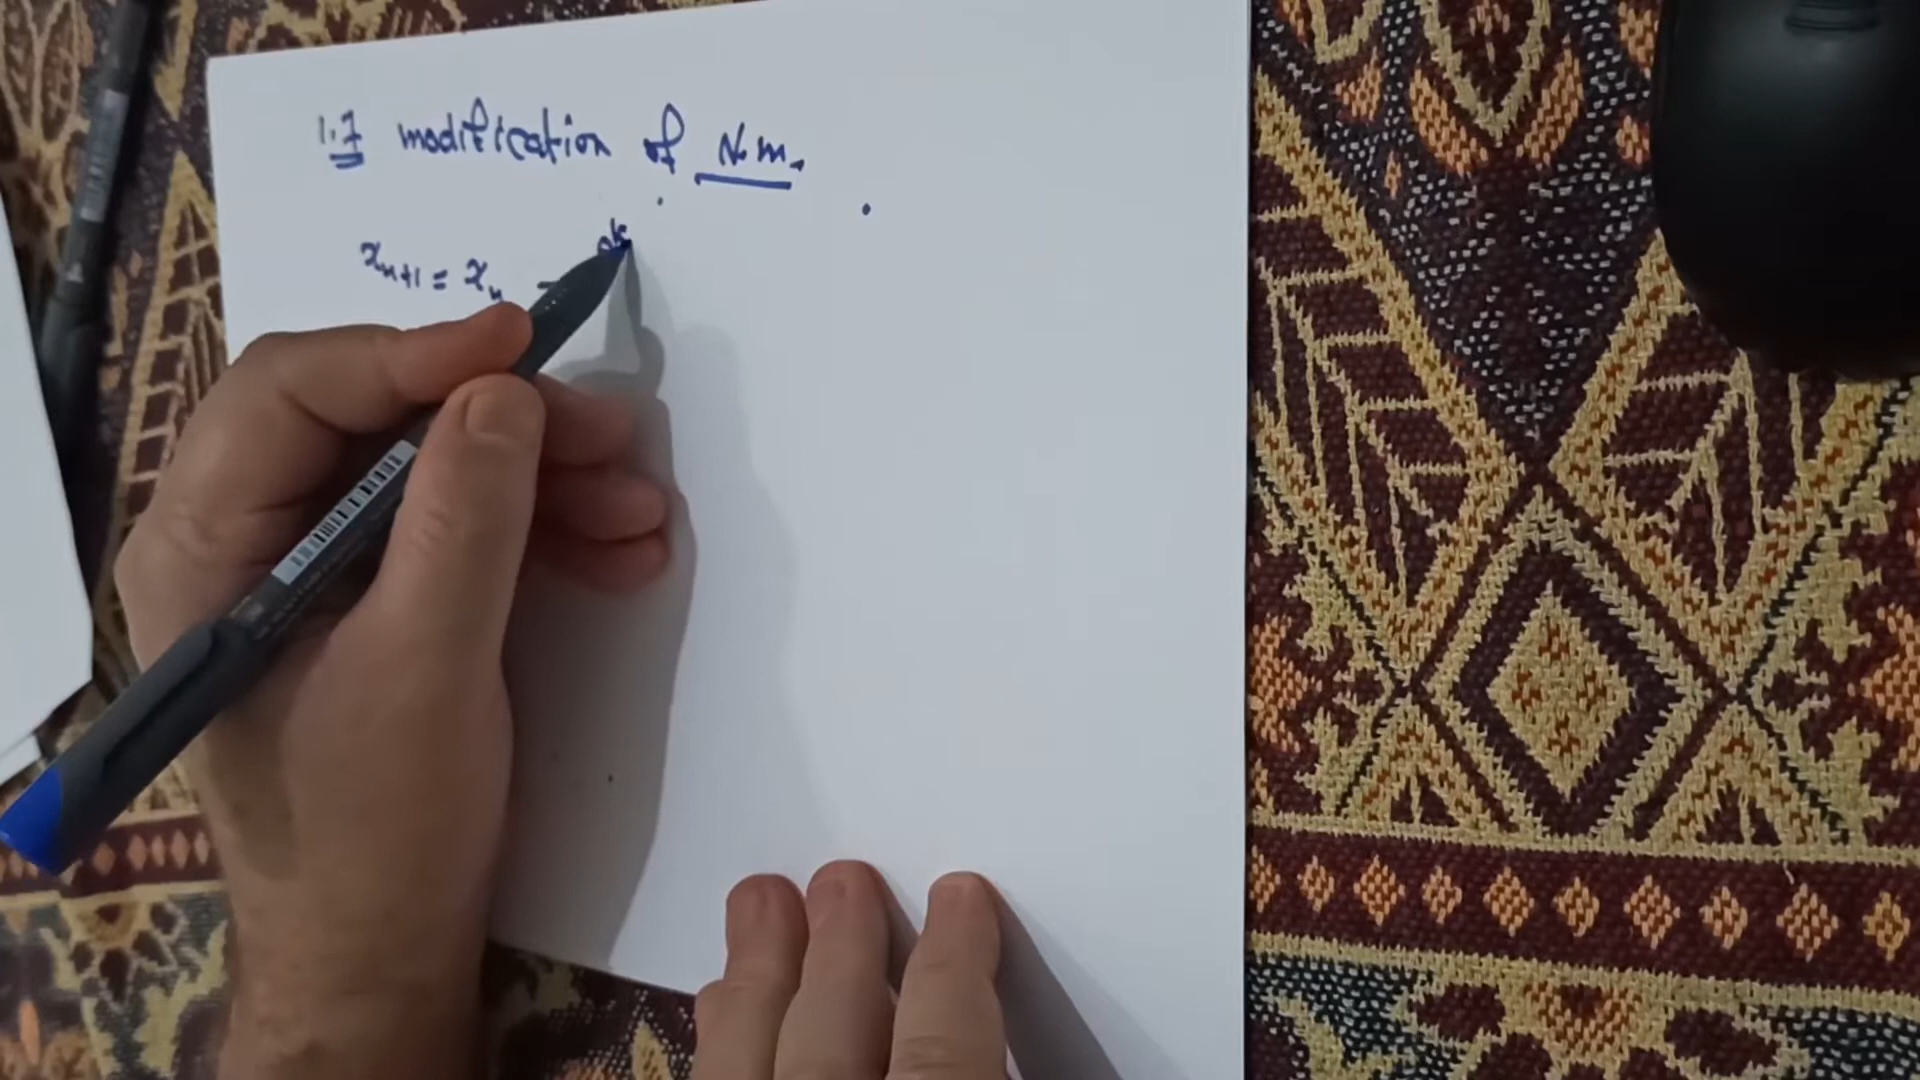 1.7 modification of N.m.
xₙ₊₁ = xₙ -